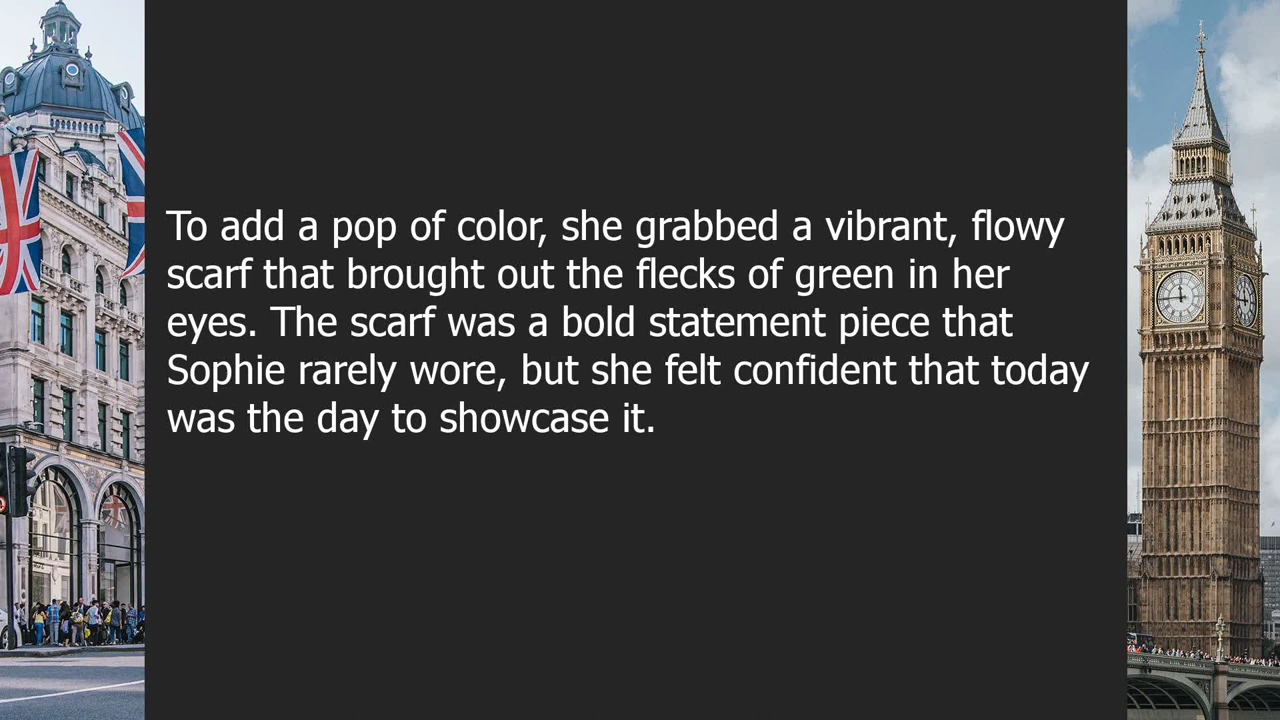 To add a pop of color, she grabbed a vibrant, flowy
scarf that brought out the flecks of green in her
eyes. The scarf was a bold statement piece that
Sophie rarely wore, but she felt confident that today
was the day to showcase it.